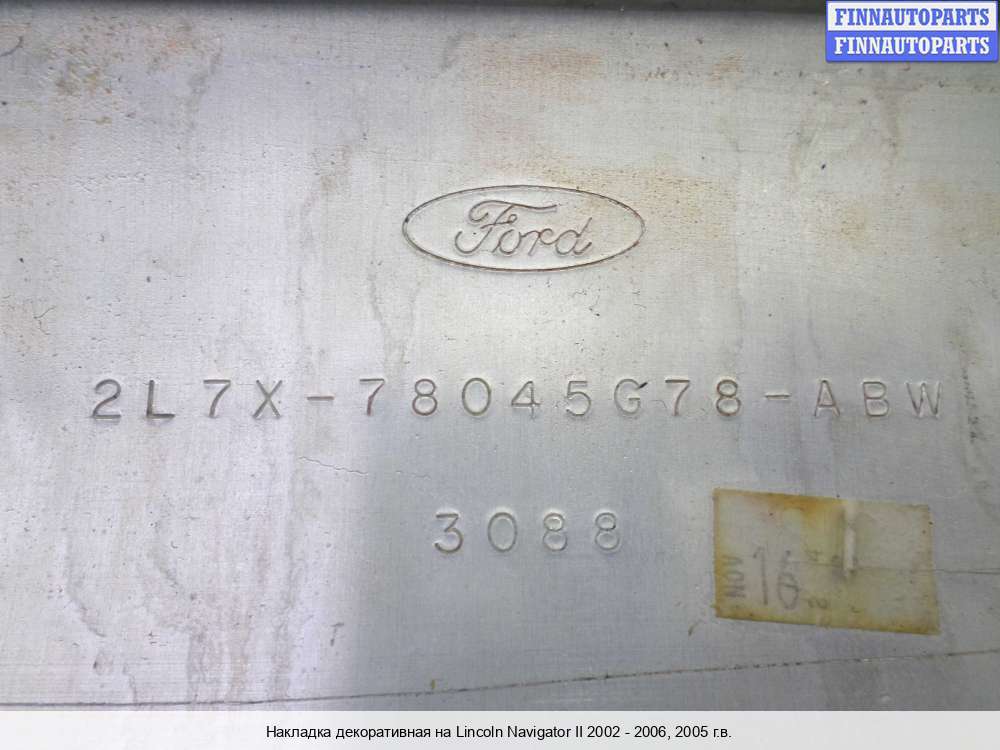 FINNAUTOPARTS
FINNAUTOPARTS
Ford
2L7X-78045G78-ABW
3088
NOV 16
Накладка декоративная на Lincoln Navigator II 2002 - 2006, 2005 г.в.